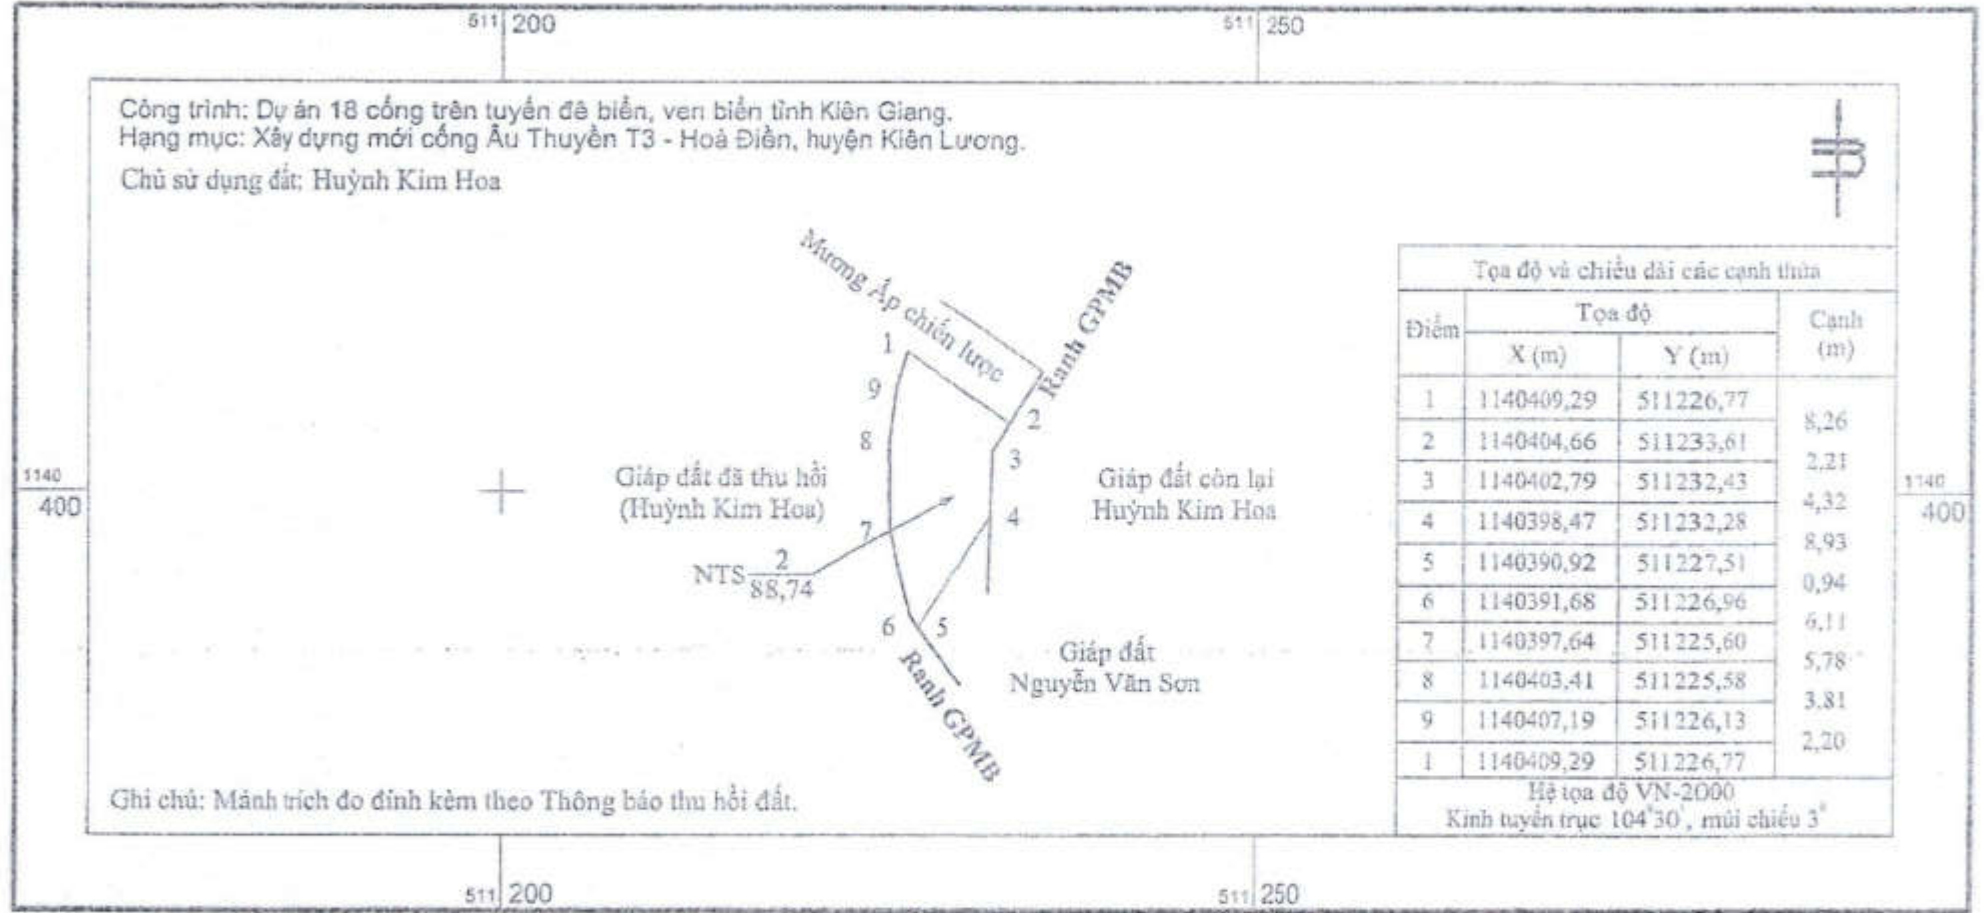 511 200
511 250
Công trình: Dự án 18 cống trên tuyến đê biển, ven biển tỉnh Kiên Giang.
Hạng mục: Xây dựng mới cống Âu Thuyền T3 - Hoà Điền, huyện Kiên Lương.
Chủ sử dụng đất: Huỳnh Kim Hoa
Mương Ấp chiến lược
Ranh GPMB
1
9
2
8
3
Giáp đất đã thu hồi
(Huỳnh Kim Hoa)
Giáp đất còn lại
Huỳnh Kim Hoa
7
4
NTS 2
88,74
6
5
Giáp đất
Nguyễn Văn Sơn
Ranh GPMB
1140
400
1140
400
Tọa độ và chiều dài các cạnh thửa
Điểm Tọa độ Cạnh (m)
X (m) Y (m)
1 1140409,29 511226,77
8,26
2 1140404,66 511233,61
2,21
3 1140402,79 511232,43
4,32
4 1140398,47 511232,28
8,93
5 1140390,92 511227,51
0,94
6 1140391,68 511226,96
6,11
7 1140397,64 511225,60
5,78
8 1140403,41 511225,58
3.81
9 1140407,19 511226,13
2,20
1 1140409,29 511226,77
Hệ tọa độ VN-2000
Kinh tuyến trục 104°30', múi chiếu 3°
Ghi chú: Mảnh trích đo đính kèm theo Thông báo thu hồi đất.
511 200
511 250